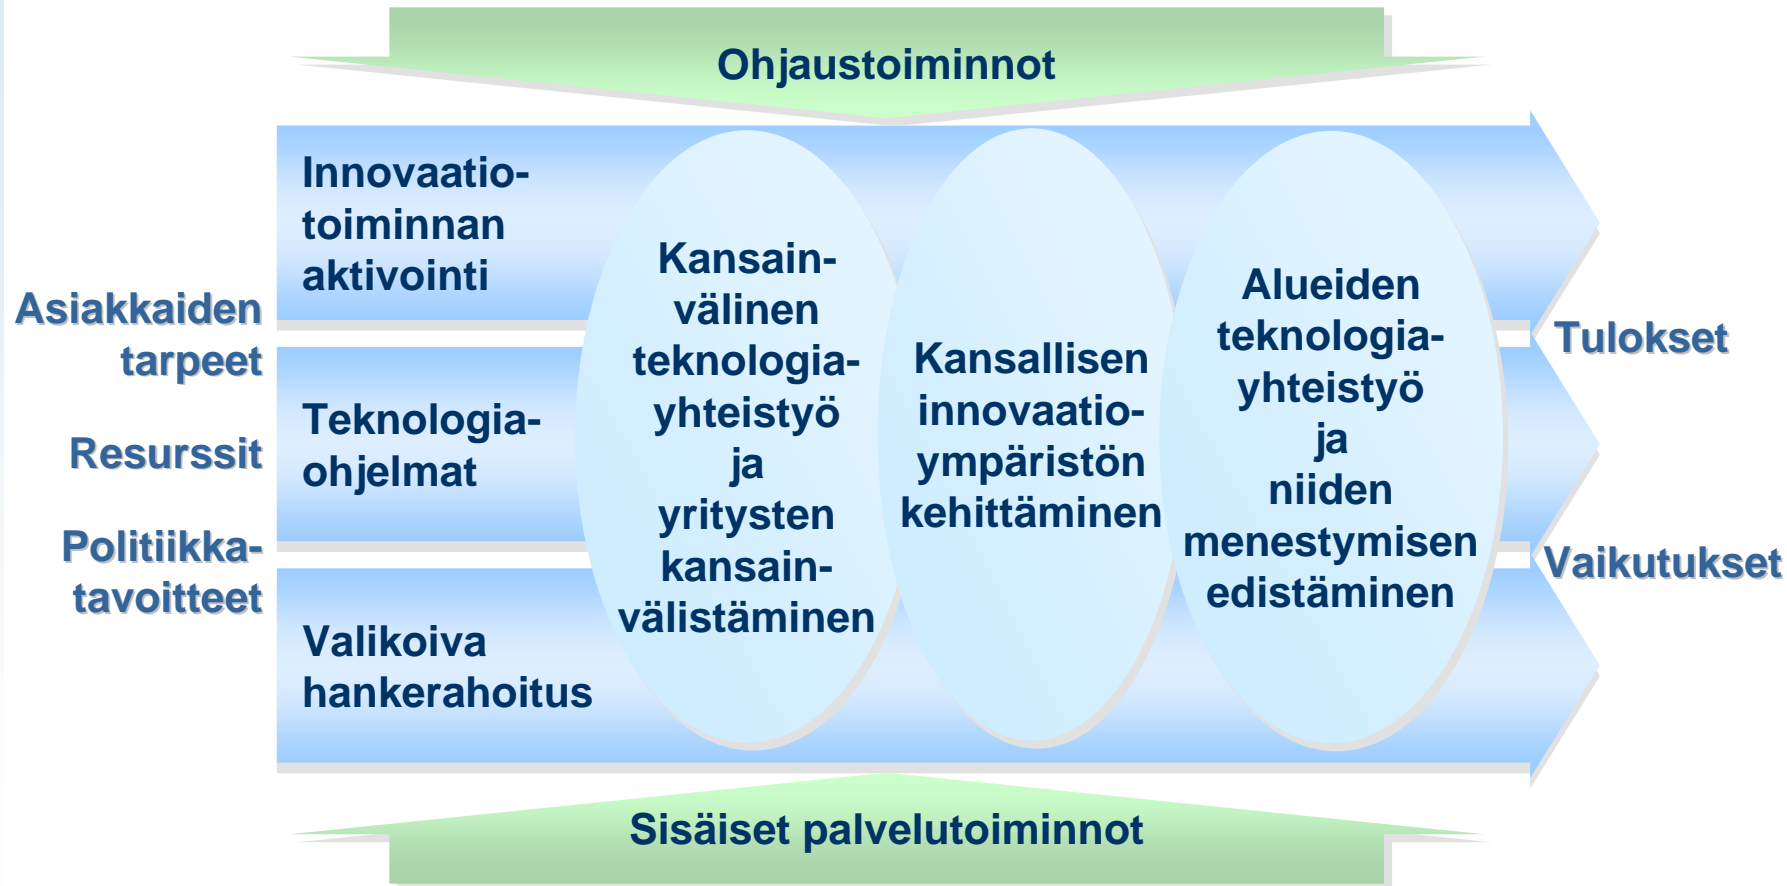 Ohjaustoiminnot
Asiakkaiden
tarpeet
Resurssit
Politiikka-
tavoitteet
Innovaatio-
toiminnan
aktivointi
Teknologia-
ohjelmat
Valikoiva
hankerahoitus
Kansain-
välinen
teknologia-
yhteistyö
ja
yritysten
kansain-
välistäminen
Kansallisen
innovaatio-
ympäristön
kehittäminen
Alueiden
teknologia-
yhteistyö
ja
niiden
menestymisen
edistäminen
Tulokset
Vaikutukset
Sisäiset palvelutoiminnot